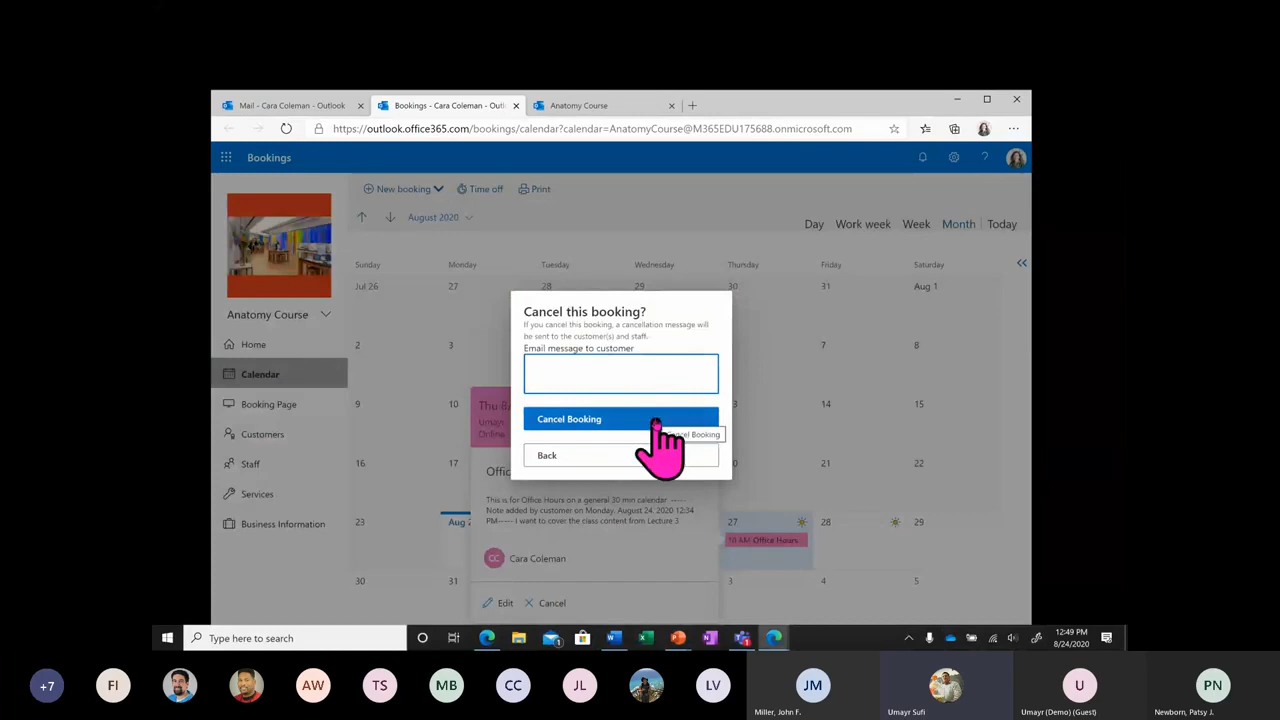 Mail - Cara Coleman - Outlook
Bookings - Cara Coleman - Outl
Anatomy Course
https://outlook.office365.com/bookings/calendar?calendar=AnatomyCourse@M365EDU175688.onmicrosoft.com
Bookings
New booking
Time off
Print
August 2020
Day
Work week
Week
Month
Today
Sunday
Monday
Tuesday
Wednesday
Thursday
Friday
Saturday
Jul 26
27
28
29
30
31
Aug 1
Anatomy Course
Cancel this booking?
If you cancel this booking, a cancellation message will
be sent to the customer(s) and staff.
Email message to customer
Home
2
3
7
8
Calendar
Booking Page
9
10
Thu 8/
14
15
Umayr
Online
Cancel Booking
Customers
Back
Staff
16
17
22
Services
This is for Office Hours on a general 30 min calendar -----
Note added by customer on Monday, August 24, 2020 12:34
PM----- I want to cover the class content from Lecture 3
Business Information
23
Aug 2
27
28
29
10 AM Office Hours
CC
Cara Coleman
30
31
3
4
5
Edit
Cancel
Type here to search
12:49 PM
8/24/2020
+7
FI
AW
TS
MB
CC
JL
LV
JM
U
PN
Miller, John F.
Umayr Sufi
Umayr (Demo) (Guest)
Newborn, Patsy J.